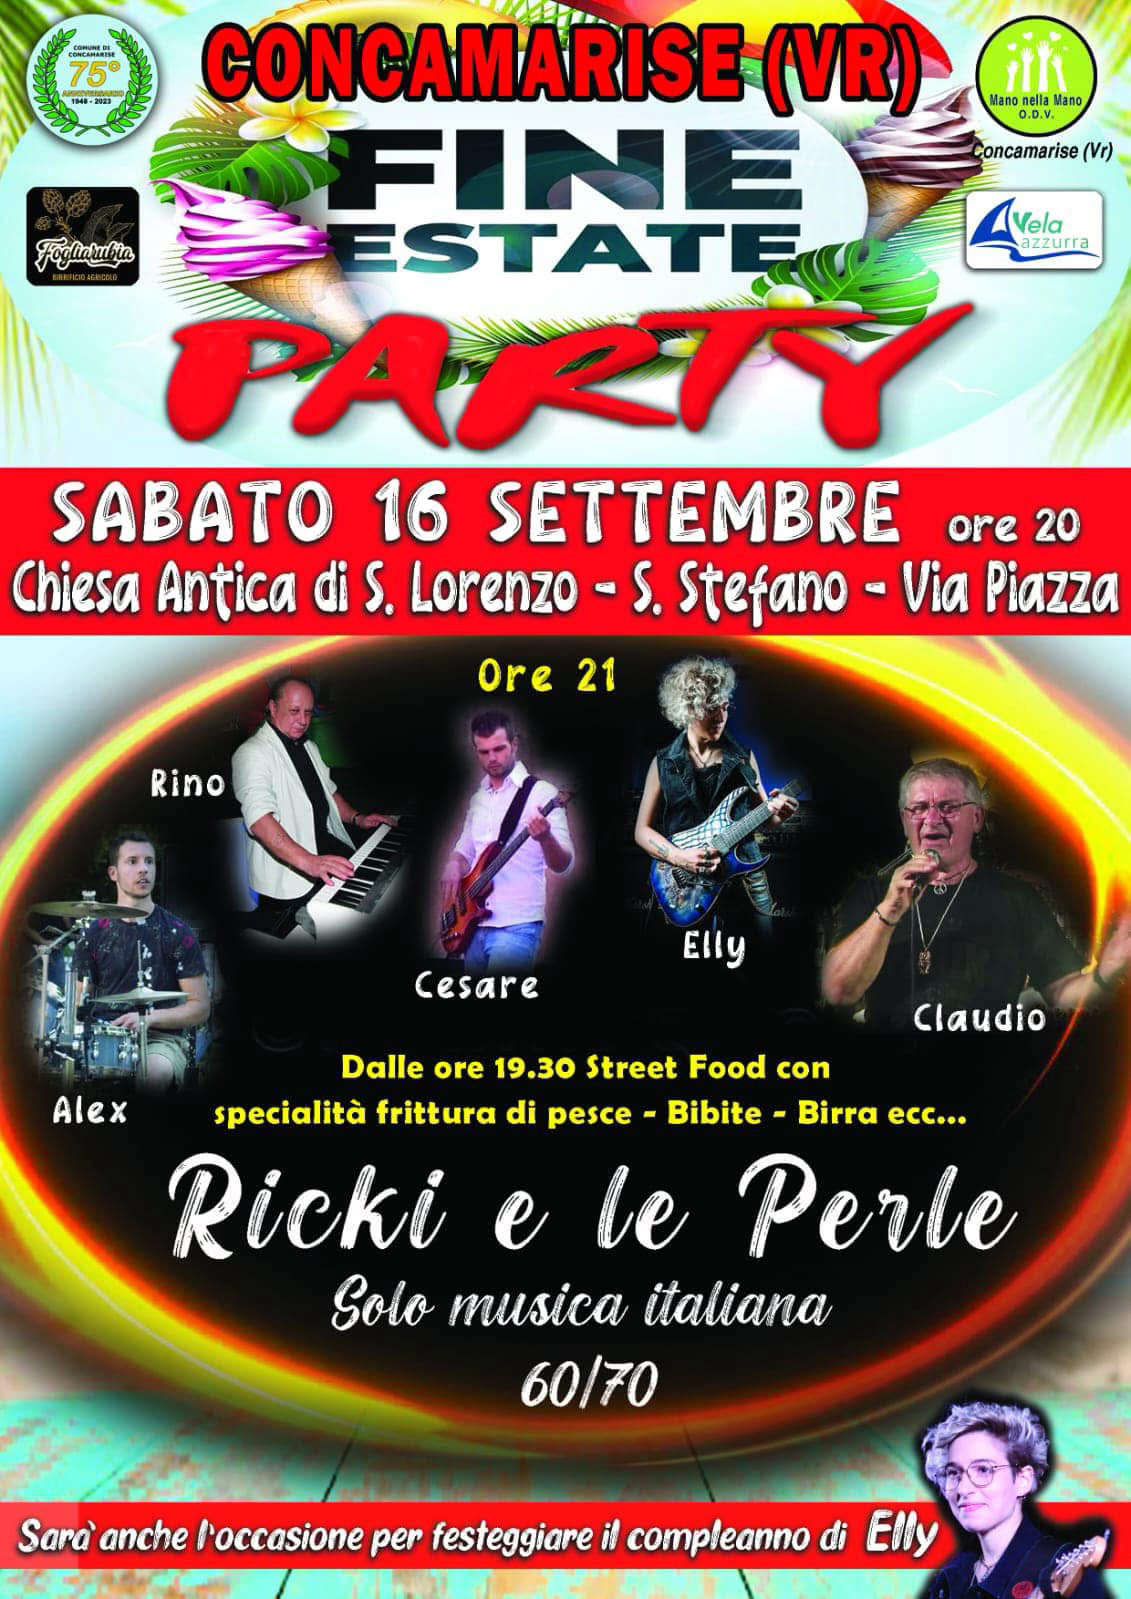 COMUNE DI
CONCAMARISE
75°
ANNIVERSARIO
1948 - 2023
CONCAMARISE (VR)
Mano nella Mano
O.D.V.
Concamarise (Vr)
FINE
ESTATE
PARTY
Fogliarubia
BIRRIFICIO AGRICOLO
Vela
azzurra
SABATO 16 SETTEMBRE ore 20
Chiesa Antica di S. Lorenzo - S. Stefano - Via Piazza
Ore 21
Rino
Elly
Cesare
Claudio
Alex
Dalle ore 19.30 Street Food con
specialità frittura di pesce - Bibite - Birra ecc...
Ricki e le Perle
Solo musica italiana
60/70
Sarà anche l'occasione per festeggiare il compleanno di Elly